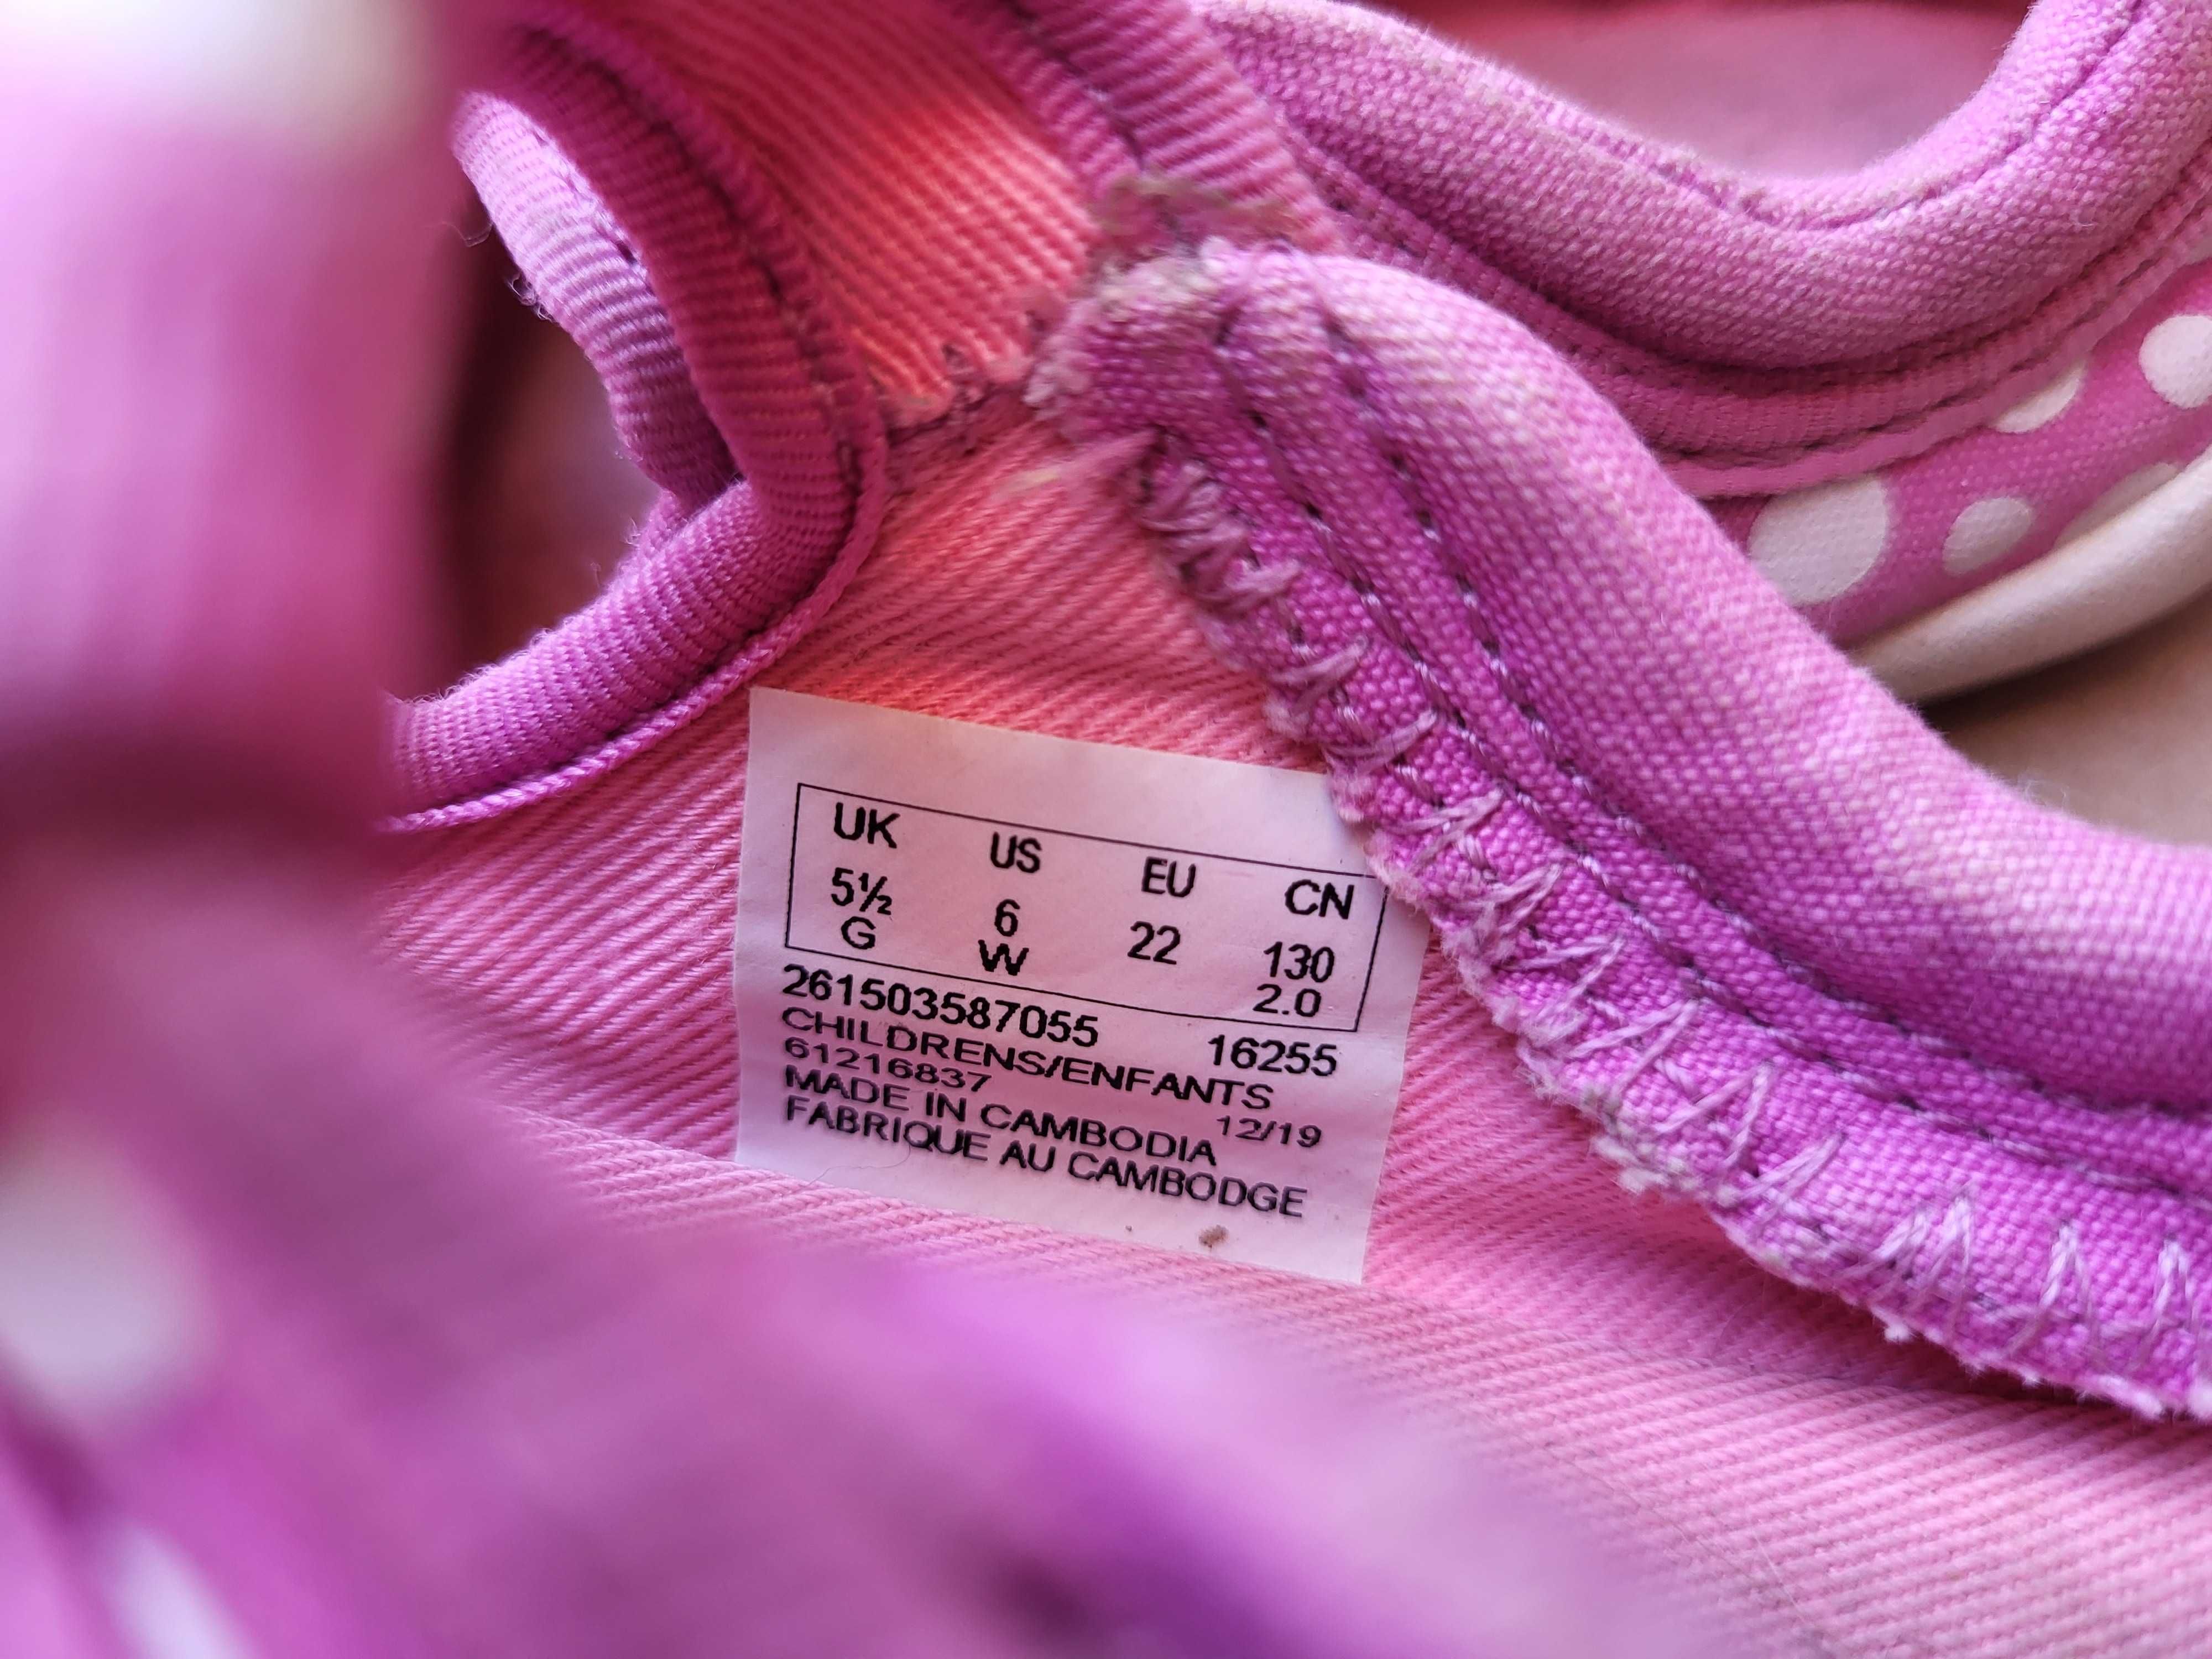 UK US EU CN
5½ 6 22 130
G W 2.0
261503587055 16255
CHILDRENS/ENFANTS
61216837 12/19
MADE IN CAMBODIA
FABRIQUE AU CAMBODGE